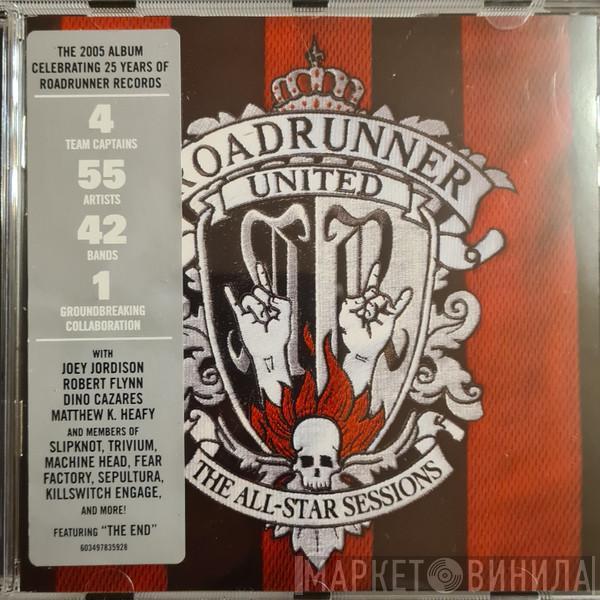 THE 2005 ALBUM
CELEBRATING 25 YEARS OF
ROADRUNNER RECORDS
4
TEAM CAPTAINS
55
ARTISTS
42
BANDS
1
GROUNDBREAKING
COLLABORATION
WITH
JOEY JORDISON
ROBERT FLYNN
DINO CAZARES
MATTHEW K. HEAFY
AND MEMBERS OF
SLIPKNOT, TRIVIUM,
MACHINE HEAD, FEAR
FACTORY, SEPULTURA,
KILLSWITCH ENGAGE,
AND MORE!
FEATURING "THE END"
603497835928
ROADRUNNER
UNITED
THE ALL-STAR SESSIONS
МАРКЕТ ВИНИЛА